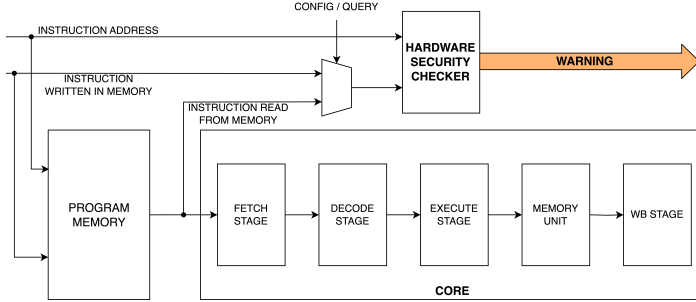 CONFIG / QUERY
INSTRUCTION ADDRESS
HARDWARE
SECURITY
CHECKER
WARNING
INSTRUCTION
WRITTEN IN MEMORY
INSTRUCTION READ
FROM MEMORY
PROGRAM
MEMORY
FETCH
STAGE
DECODE
STAGE
EXECUTE
STAGE
MEMORY
UNIT
WB STAGE
CORE